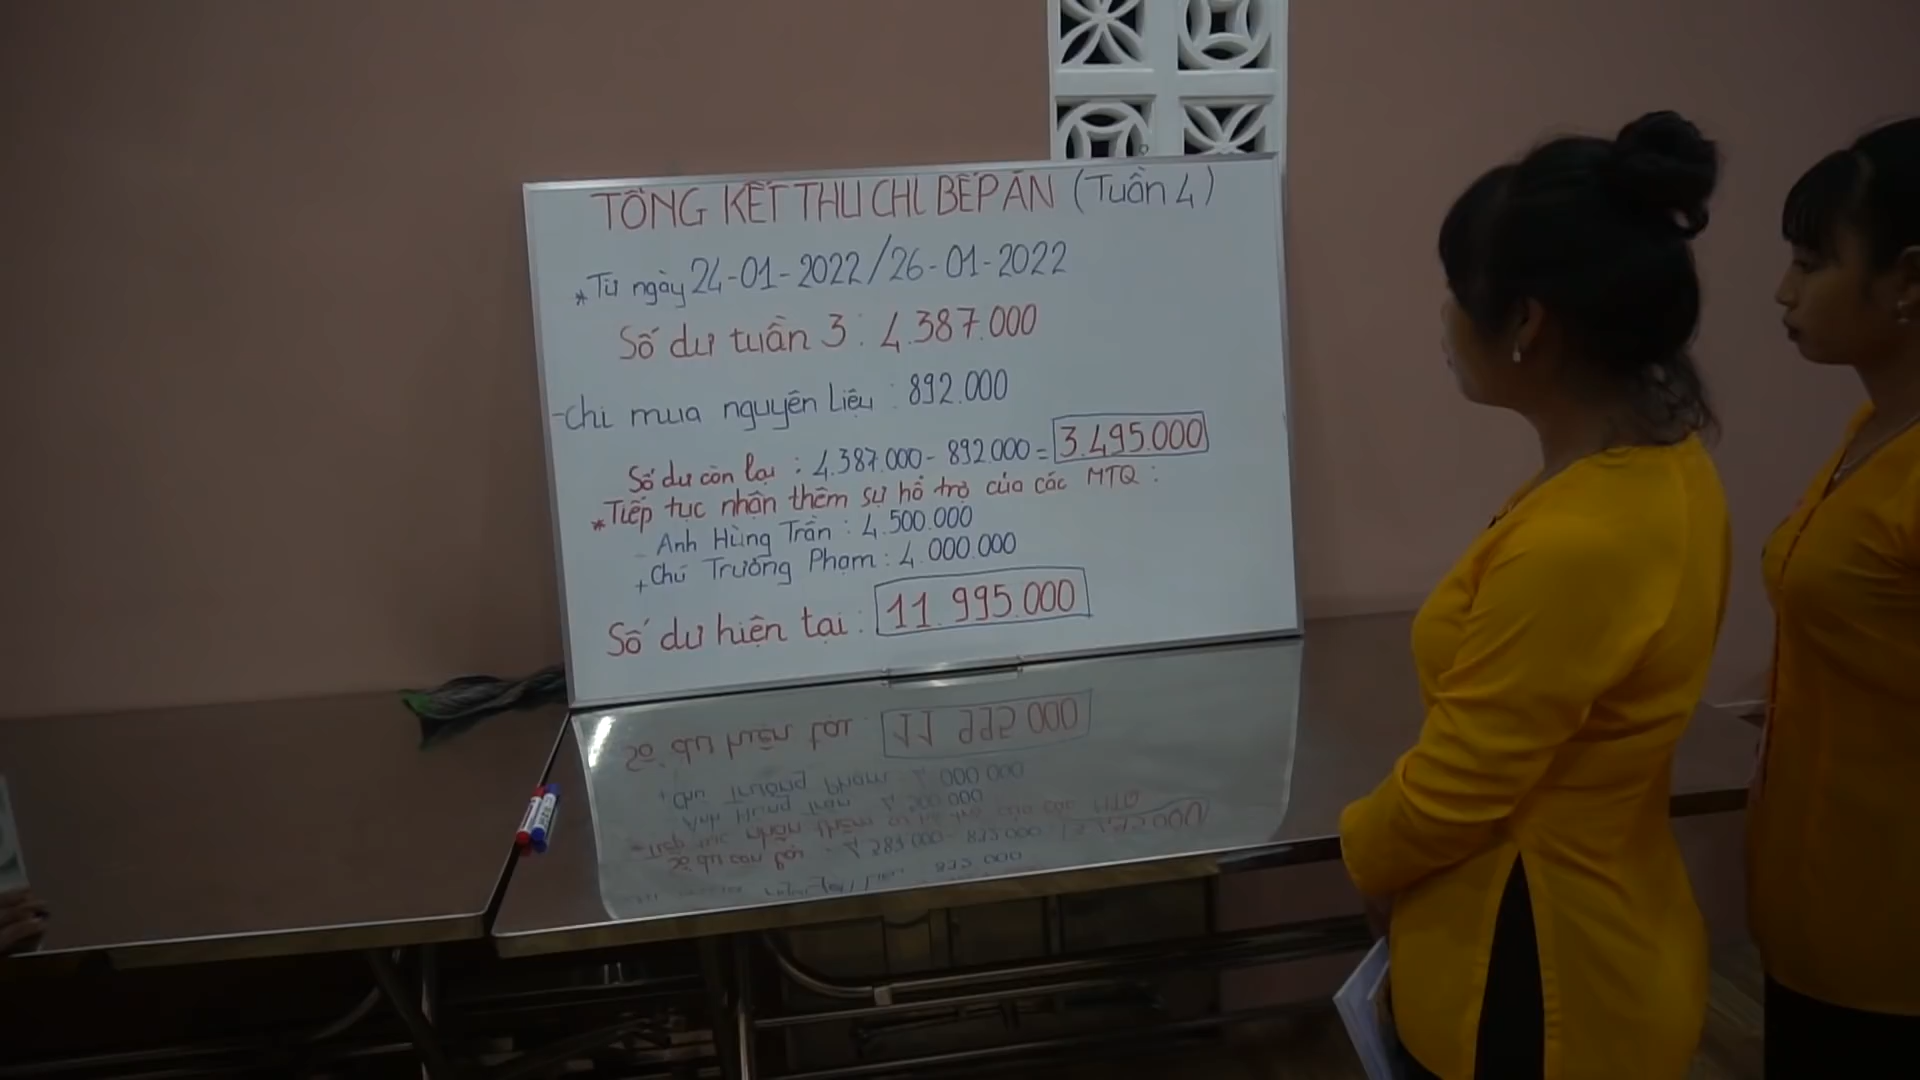 TỔNG KẾT THU CHI BẾP ĂN (Tuần 4)
* Từ ngày 24-01-2022/26-01-2022
Số dư tuần 3: 4.387.000
-chi mua nguyên liệu: 892.000
Số dư còn lại: 4.387.000 - 892.000 = 3.495.000
* Tiếp tục nhận thêm sự hỗ trợ của các MTQ:
- Anh Hùng Trần: 4.500.000
+ Chú Trường Phạm: 4.000.000
Số dư hiện tại: 11.995.000